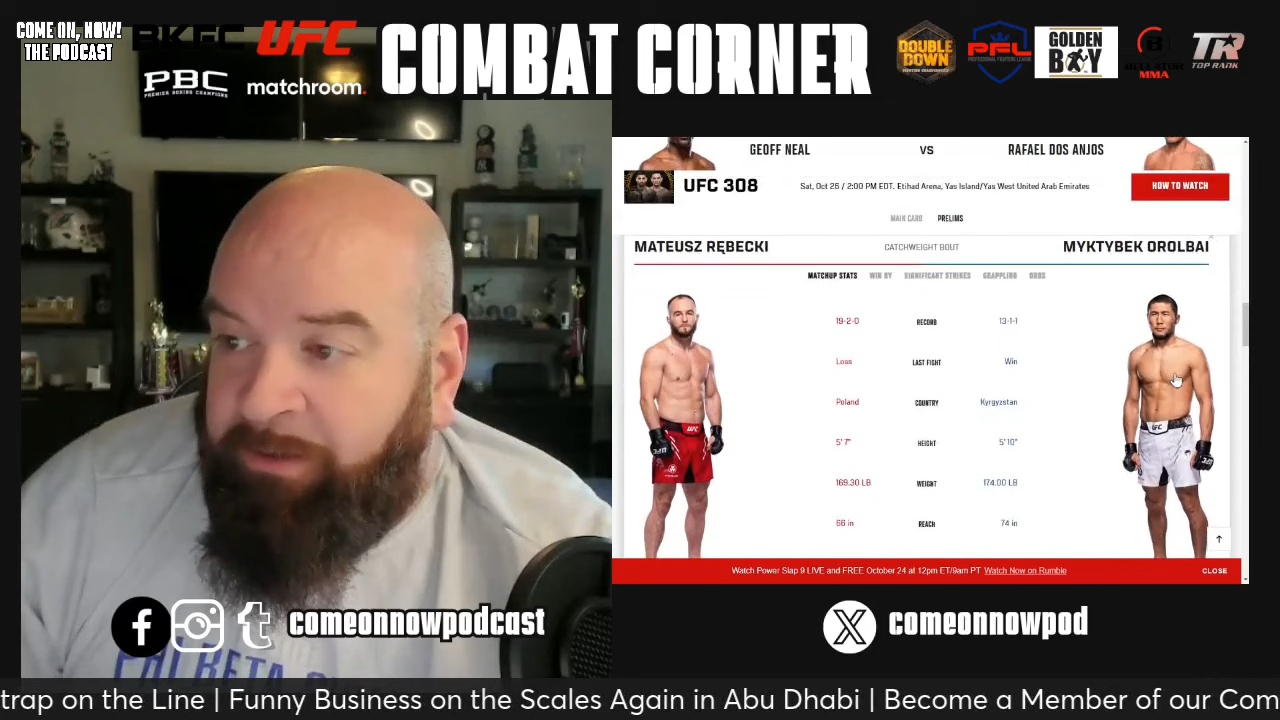 COME ON, NOW!
THE PODCAST
BKFC
UFC
PBC
PREMIER BOXING CHAMPIONS
matchroom.
COMBAT CORNER
DOUBLE
DOWN
PFL
PROFESSIONAL FIGHTERS LEAGUE
GOLDEN
BOY
BELLATOR
MMA
TR
TOP RANK
GEOFF NEAL
VS
RAFAEL DOS ANJOS
UFC 308
Sat, Oct 26 / 2:00 PM EDT. Etihad Arena, Yas Island/Yas West United Arab Emirates
HOW TO WATCH
MAIN CARD PRELIMS
MATEUSZ RĘBECKI
CATCHWEIGHT BOUT
MYKTYBEK OROLBAI
MATCHUP STATS WIN BY SIGNIFICANT STRIKES GRAPPLING ODDS
19-2-0 RECORD 13-1-1
Loss LAST FIGHT Win
Poland COUNTRY Kyrgyzstan
5' 7" HEIGHT 5' 10"
169.30 LB WEIGHT 174.00 LB
66 in REACH 74 in
Watch Power Slap 9 LIVE and FREE October 24 at 12pm ET/9am PT Watch Now on Rumble
CLOSE
comeonnowpodcast
comeonnowpod
trap on the Line | Funny Business on the Scales Again in Abu Dhabi | Become a Member of our Com